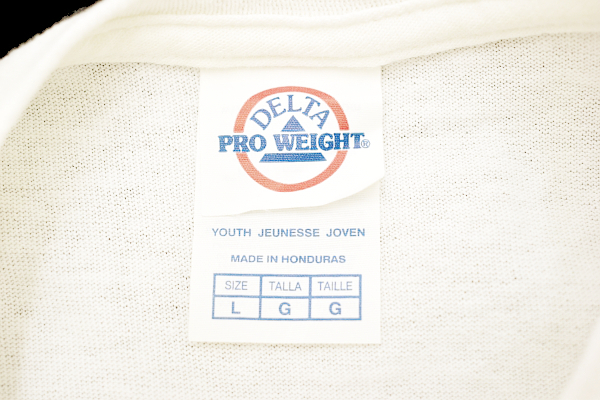 DELTA
PRO WEIGHT®
YOUTH JEUNESSE JOVEN
MADE IN HONDURAS
SIZE TALLA TAILLE
L G G